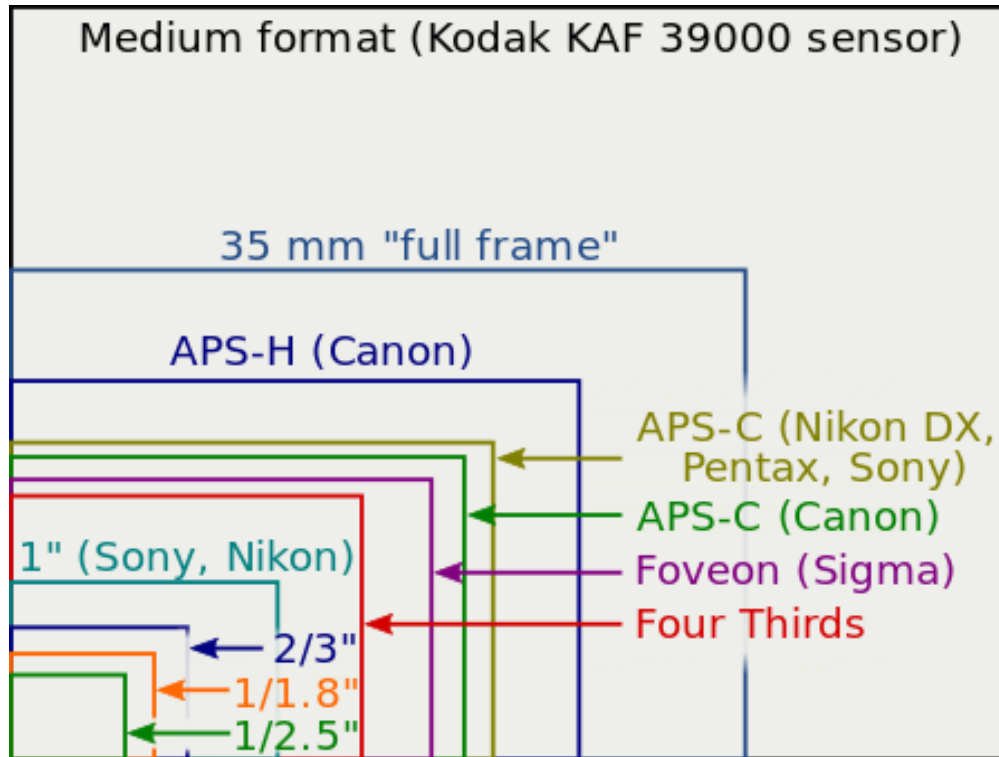 Medium format (Kodak KAF 39000 sensor)
35 mm "full frame"
APS-H (Canon)
APS-C (Nikon DX,
Pentax, Sony)
APS-C (Canon)
Foveon (Sigma)
Four Thirds
1" (Sony, Nikon)
2/3"
1/1.8"
1/2.5"